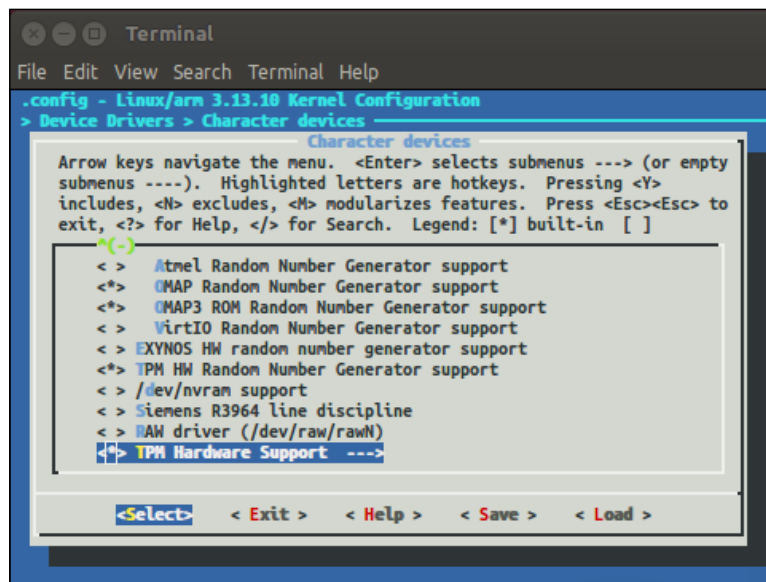 Terminal
File Edit View Search Terminal Help
.config - Linux/arm 3.13.10 Kernel Configuration
> Device Drivers > Character devices
Character devices
Arrow keys navigate the menu. <Enter> selects submenus ---> (or empty
submenus ----). Highlighted letters are hotkeys. Pressing <Y>
includes, <N> excludes, <M> modularizes features. Press <Esc><Esc> to
exit, <?> for Help, </> for Search. Legend: [*] built-in [ ]
^(-)
< > Atmel Random Number Generator support
<*> OMAP Random Number Generator support
<*> OMAP3 ROM Random Number Generator support
< > VirtIO Random Number Generator support
< > EXYNOS HW random number generator support
<*> TPM HW Random Number Generator support
< > /dev/nvram support
< > Siemens R3964 line discipline
< > RAW driver (/dev/raw/rawN)
<*> TPM Hardware Support --->
<Select> < Exit > < Help > < Save > < Load >